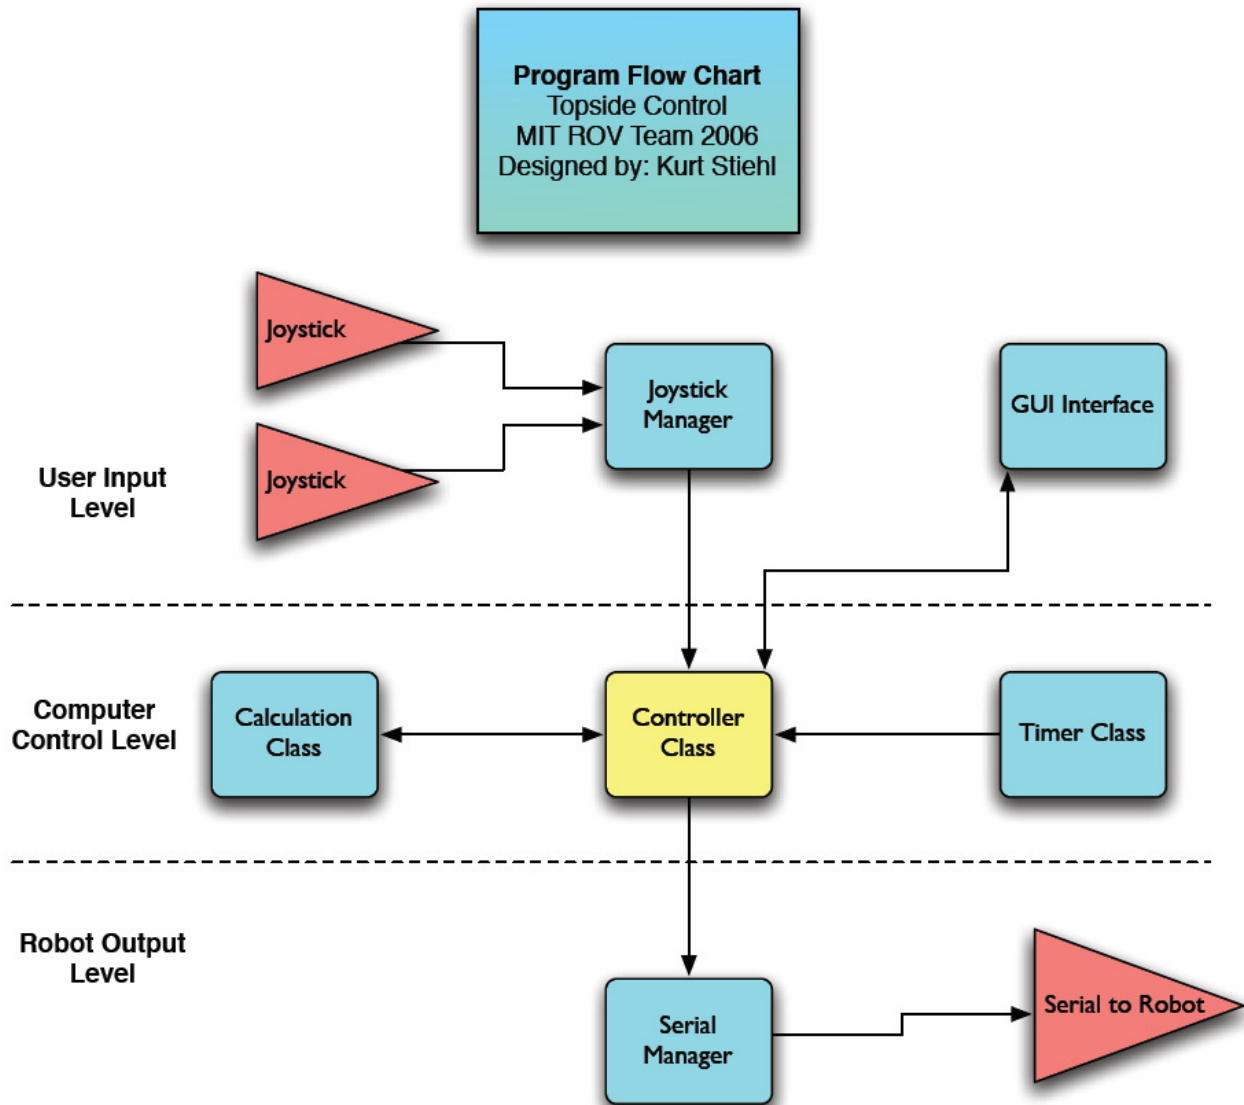 Program Flow Chart
Topside Control
MIT ROV Team 2006
Designed by: Kurt Stiehl
Joystick
Joystick
Manager
GUI Interface
Joystick
User Input
Level
Computer
Control Level
Calculation
Class
Controller
Class
Timer Class
Robot Output
Level
Serial
Manager
Serial to Robot